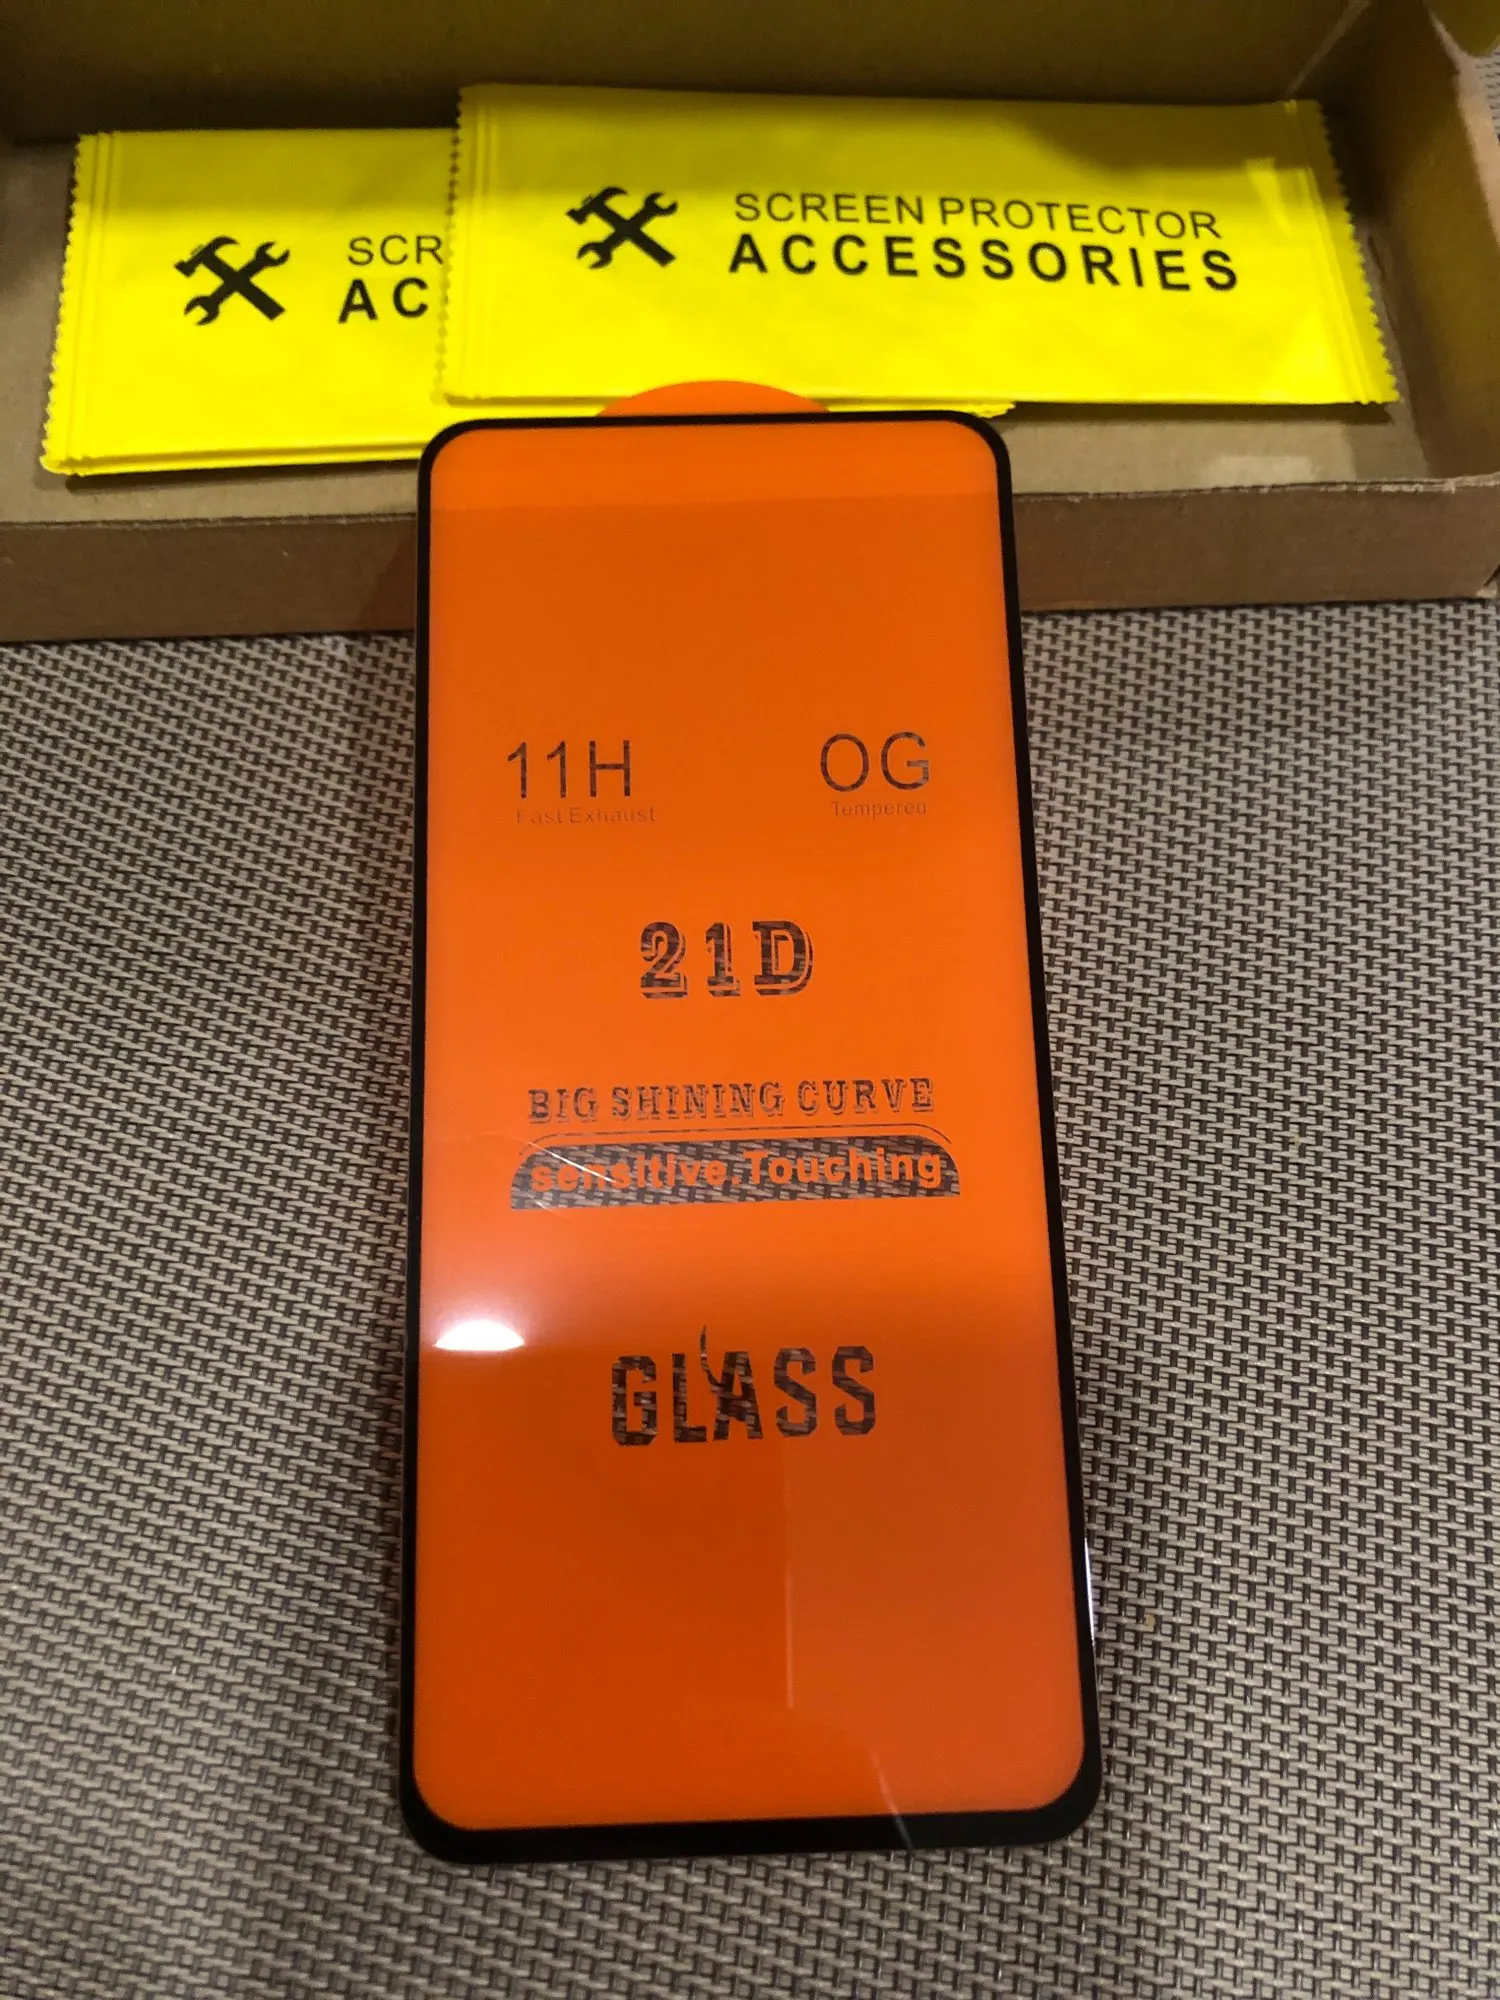 SCREEN PROTECTOR
ACCESSORIES
SCR
AC
11H
Fast Exhaust
OG
Tempered
21D
BIG SHINING CURVE
sensitive.Touching
GLASS